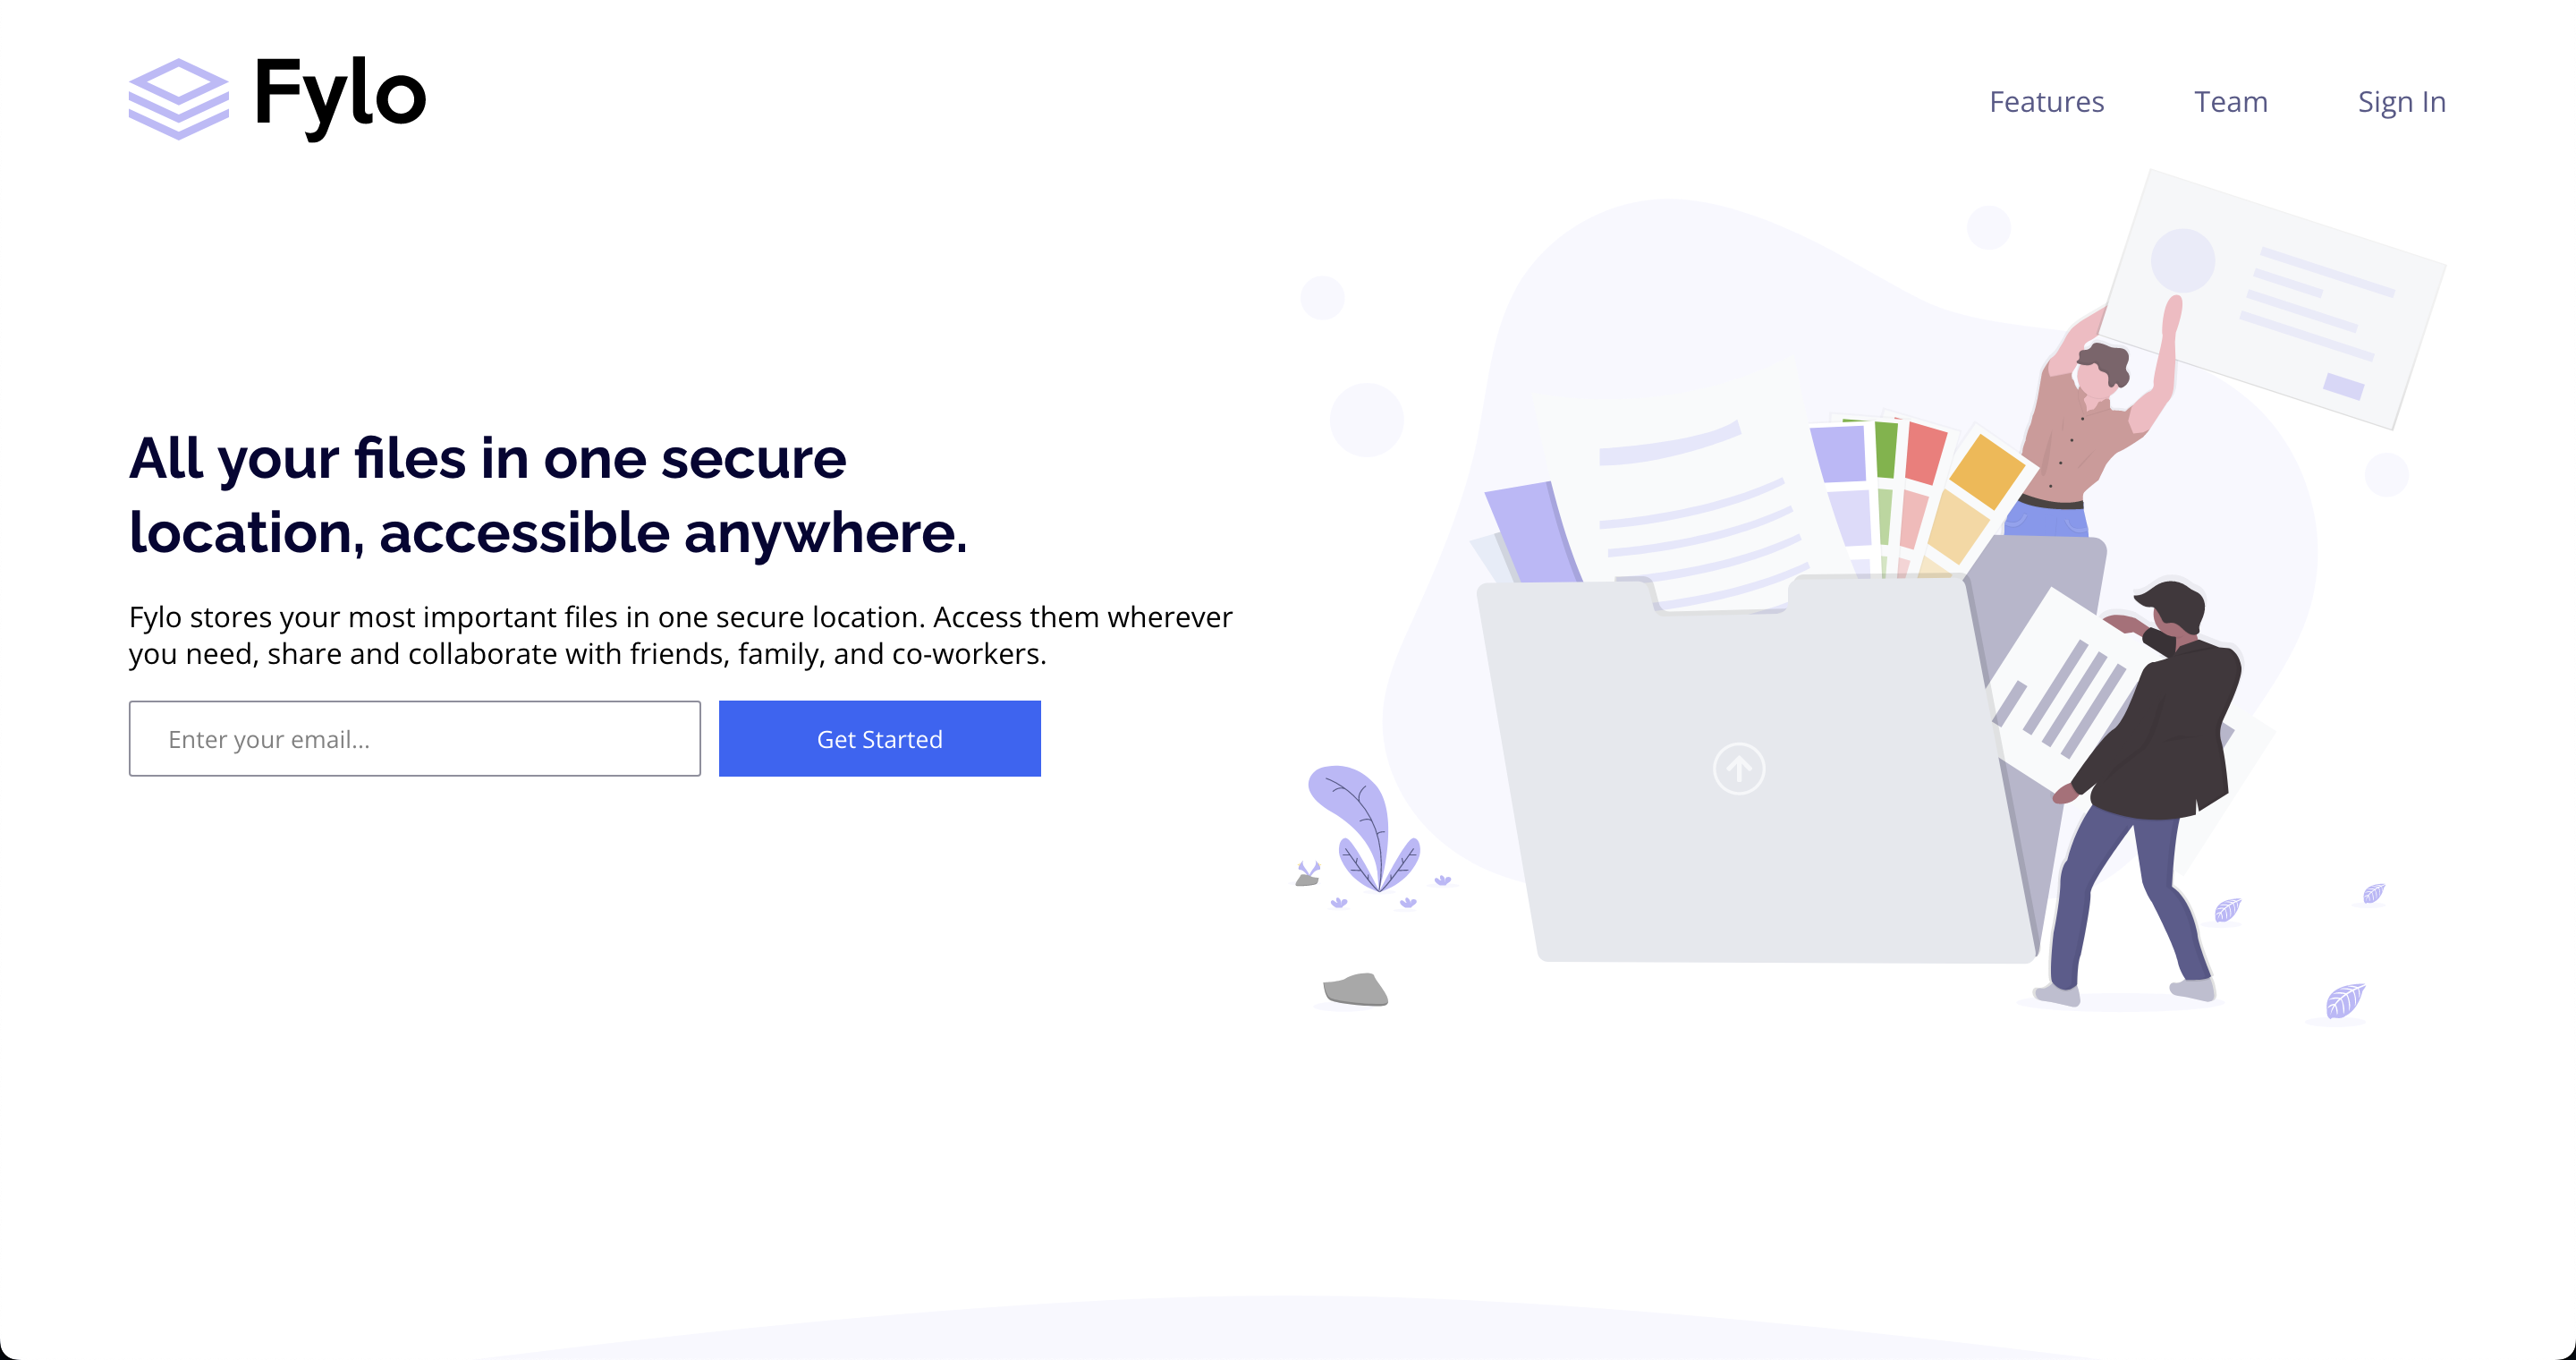 Fylo
Features
Team
Sign In
All your files in one secure
location, accessible anywhere.
Fylo stores your most important files in one secure location. Access them wherever
you need, share and collaborate with friends, family, and co-workers.
Enter your email...
Get Started